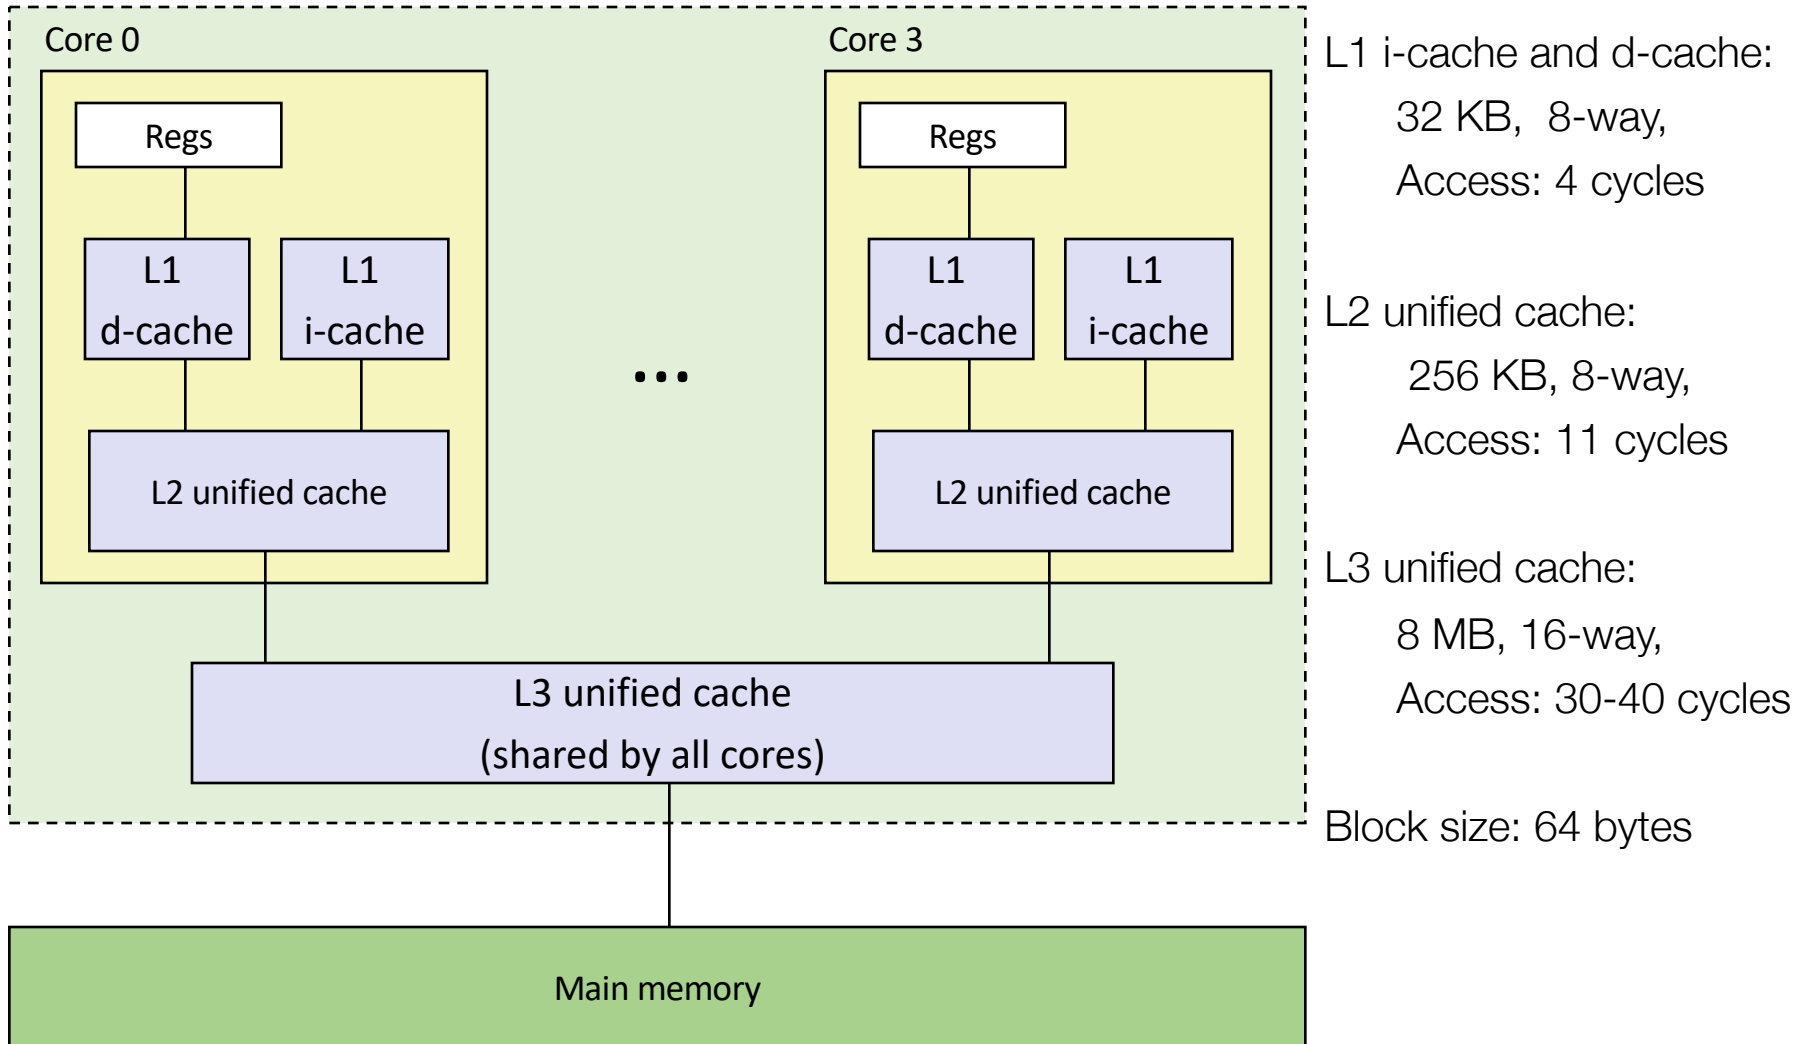 Core 0
Regs
L1
d-cache
L1
i-cache
L2 unified cache
...
Core 3
Regs
L1
d-cache
L1
i-cache
L2 unified cache
L3 unified cache
(shared by all cores)
Main memory
L1 i-cache and d-cache:
32 KB, 8-way,
Access: 4 cycles
L2 unified cache:
256 KB, 8-way,
Access: 11 cycles
L3 unified cache:
8 MB, 16-way,
Access: 30-40 cycles
Block size: 64 bytes